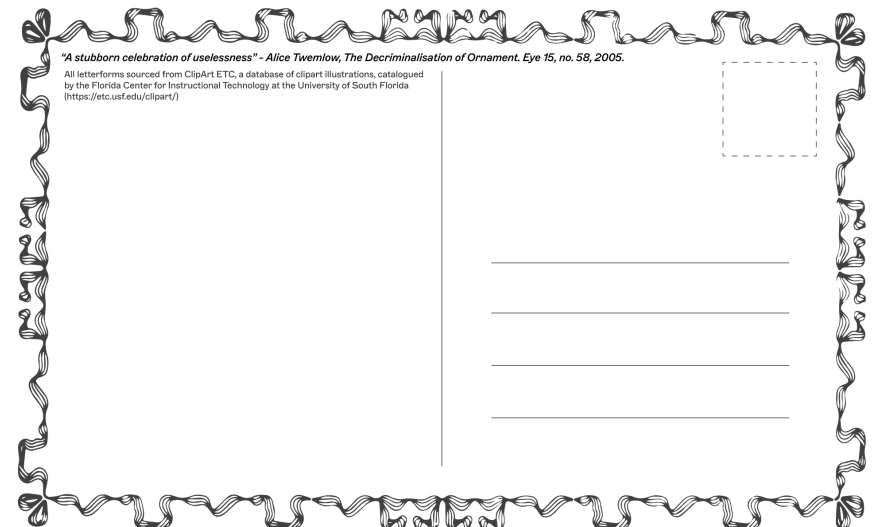 “A stubborn celebration of uselessness” - Alice Twemlow, The Decriminalisation of Ornament. Eye 15, no. 58, 2005.
All letterforms sourced from ClipArt ETC, a database of clipart illustrations, catalogued
by the Florida Center for Instructional Technology at the University of South Florida
(https://etc.usf.edu/clipart/)